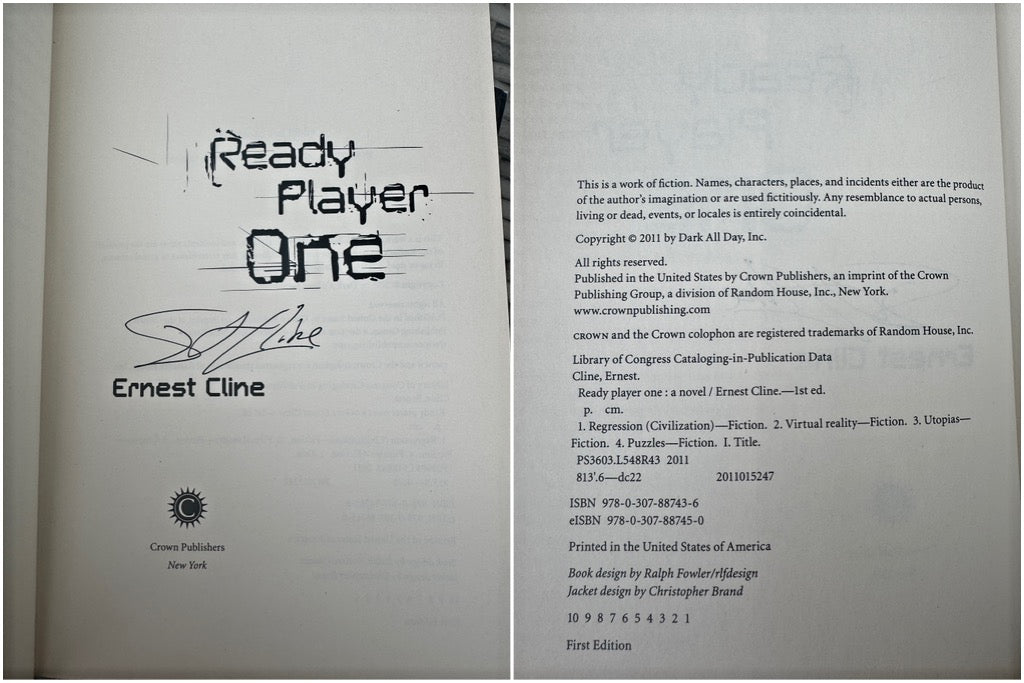 Ready
Player
One
Ernest Cline
C
Crown Publishers
New York
This is a work of fiction. Names, characters, places, and incidents either are the product
of the author's imagination or are used fictitiously. Any resemblance to actual persons,
living or dead, events, or locales is entirely coincidental.
Copyright © 2011 by Dark All Day, Inc.
All rights reserved.
Published in the United States by Crown Publishers, an imprint of the Crown
Publishing Group, a division of Random House, Inc., New York.
www.crownpublishing.com
CROWN and the Crown colophon are registered trademarks of Random House, Inc.
Library of Congress Cataloging-in-Publication Data
Cline, Ernest.
Ready player one : a novel / Ernest Cline.—1st ed.
p. cm.
1. Regression (Civilization)—Fiction. 2. Virtual reality—Fiction. 3. Utopias—
Fiction. 4. Puzzles—Fiction. I. Title.
PS3603.L548R43 2011
813'.6—dc22 2011015247
ISBN 978-0-307-88743-6
eISBN 978-0-307-88745-0
Printed in the United States of America
Book design by Ralph Fowler/rlfdesign
Jacket design by Christopher Brand
10 9 8 7 6 5 4 3 2 1
First Edition